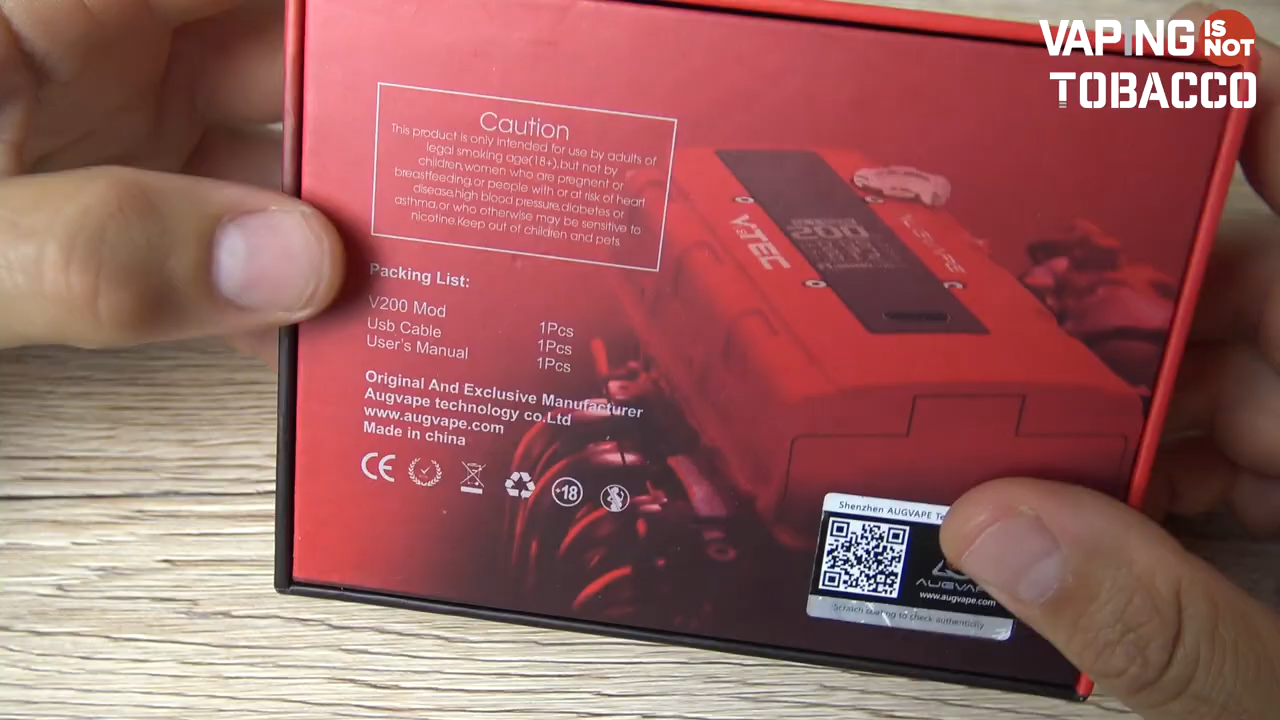 VAPING IS NOT
TOBACCO
Caution
This product is only intended for use by adults of
legal smoking age(18+),but not by
children,women who are pregnant or
breastfeeding,or people with or at risk of heart
disease,high blood pressure,diabetes or
asthma,or who otherwise may be sensitive to
nicotine.Keep out of children and pets.
V:TEC
200
Packing List:
V200 Mod 1Pcs
Usb Cable 1Pcs
User's Manual 1Pcs
Original And Exclusive Manufacturer
Augvape technology co.Ltd
www.augvape.com
Made in china
CE
+18
Shenzhen AUGVAPE
www.augvape.com
Scratch coating to check authenticity